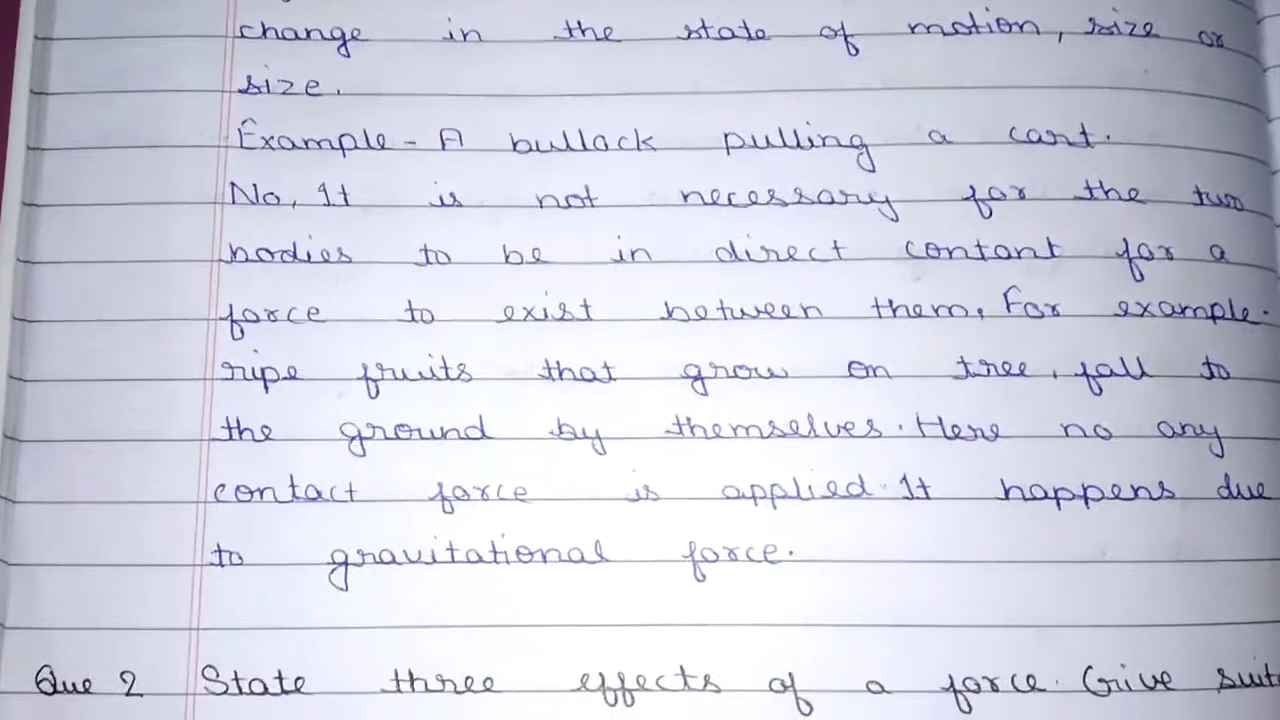 change in the state of motion, size or
size.
Example - A bullock pulling a cart.
No, It is not necessary for the two
bodies to be in direct contant for a
force to exist between them, For example.
ripe fruits that grow on tree, fall to
the ground by themselves. Here no any
contact force is applied. It happens due
to gravitational force.
Que 2 State three effects of a force. Give suit